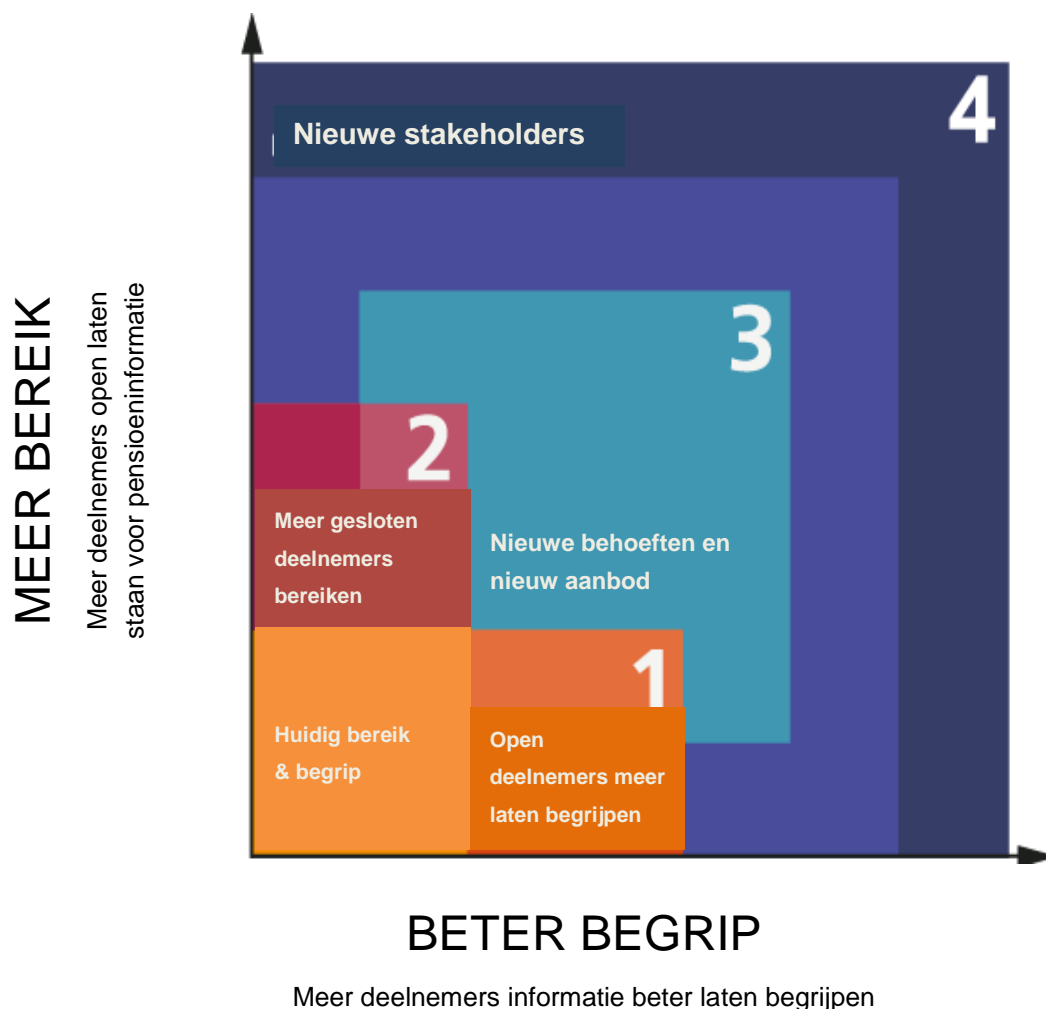 4
Nieuwe stakeholders
3
2
Meer gesloten
deelnemers
bereiken
Nieuwe behoeften en
nieuw aanbod
1
Huidig bereik
& begrip
Open
deelnemers meer
laten begrijpen
MEER BEREIK
Meer deelnemers open laten
staan voor pensioeninformatie
BETER BEGRIP
Meer deelnemers informatie beter laten begrijpen